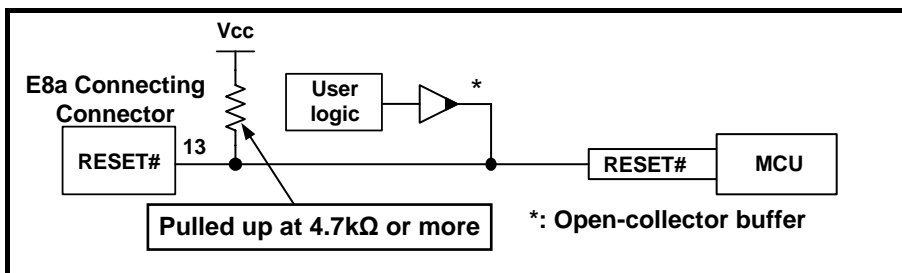 Vcc
E8a Connecting
Connector
User
logic
*
RESET#
13
RESET#
MCU
Pulled up at 4.7kΩ or more
*: Open-collector buffer